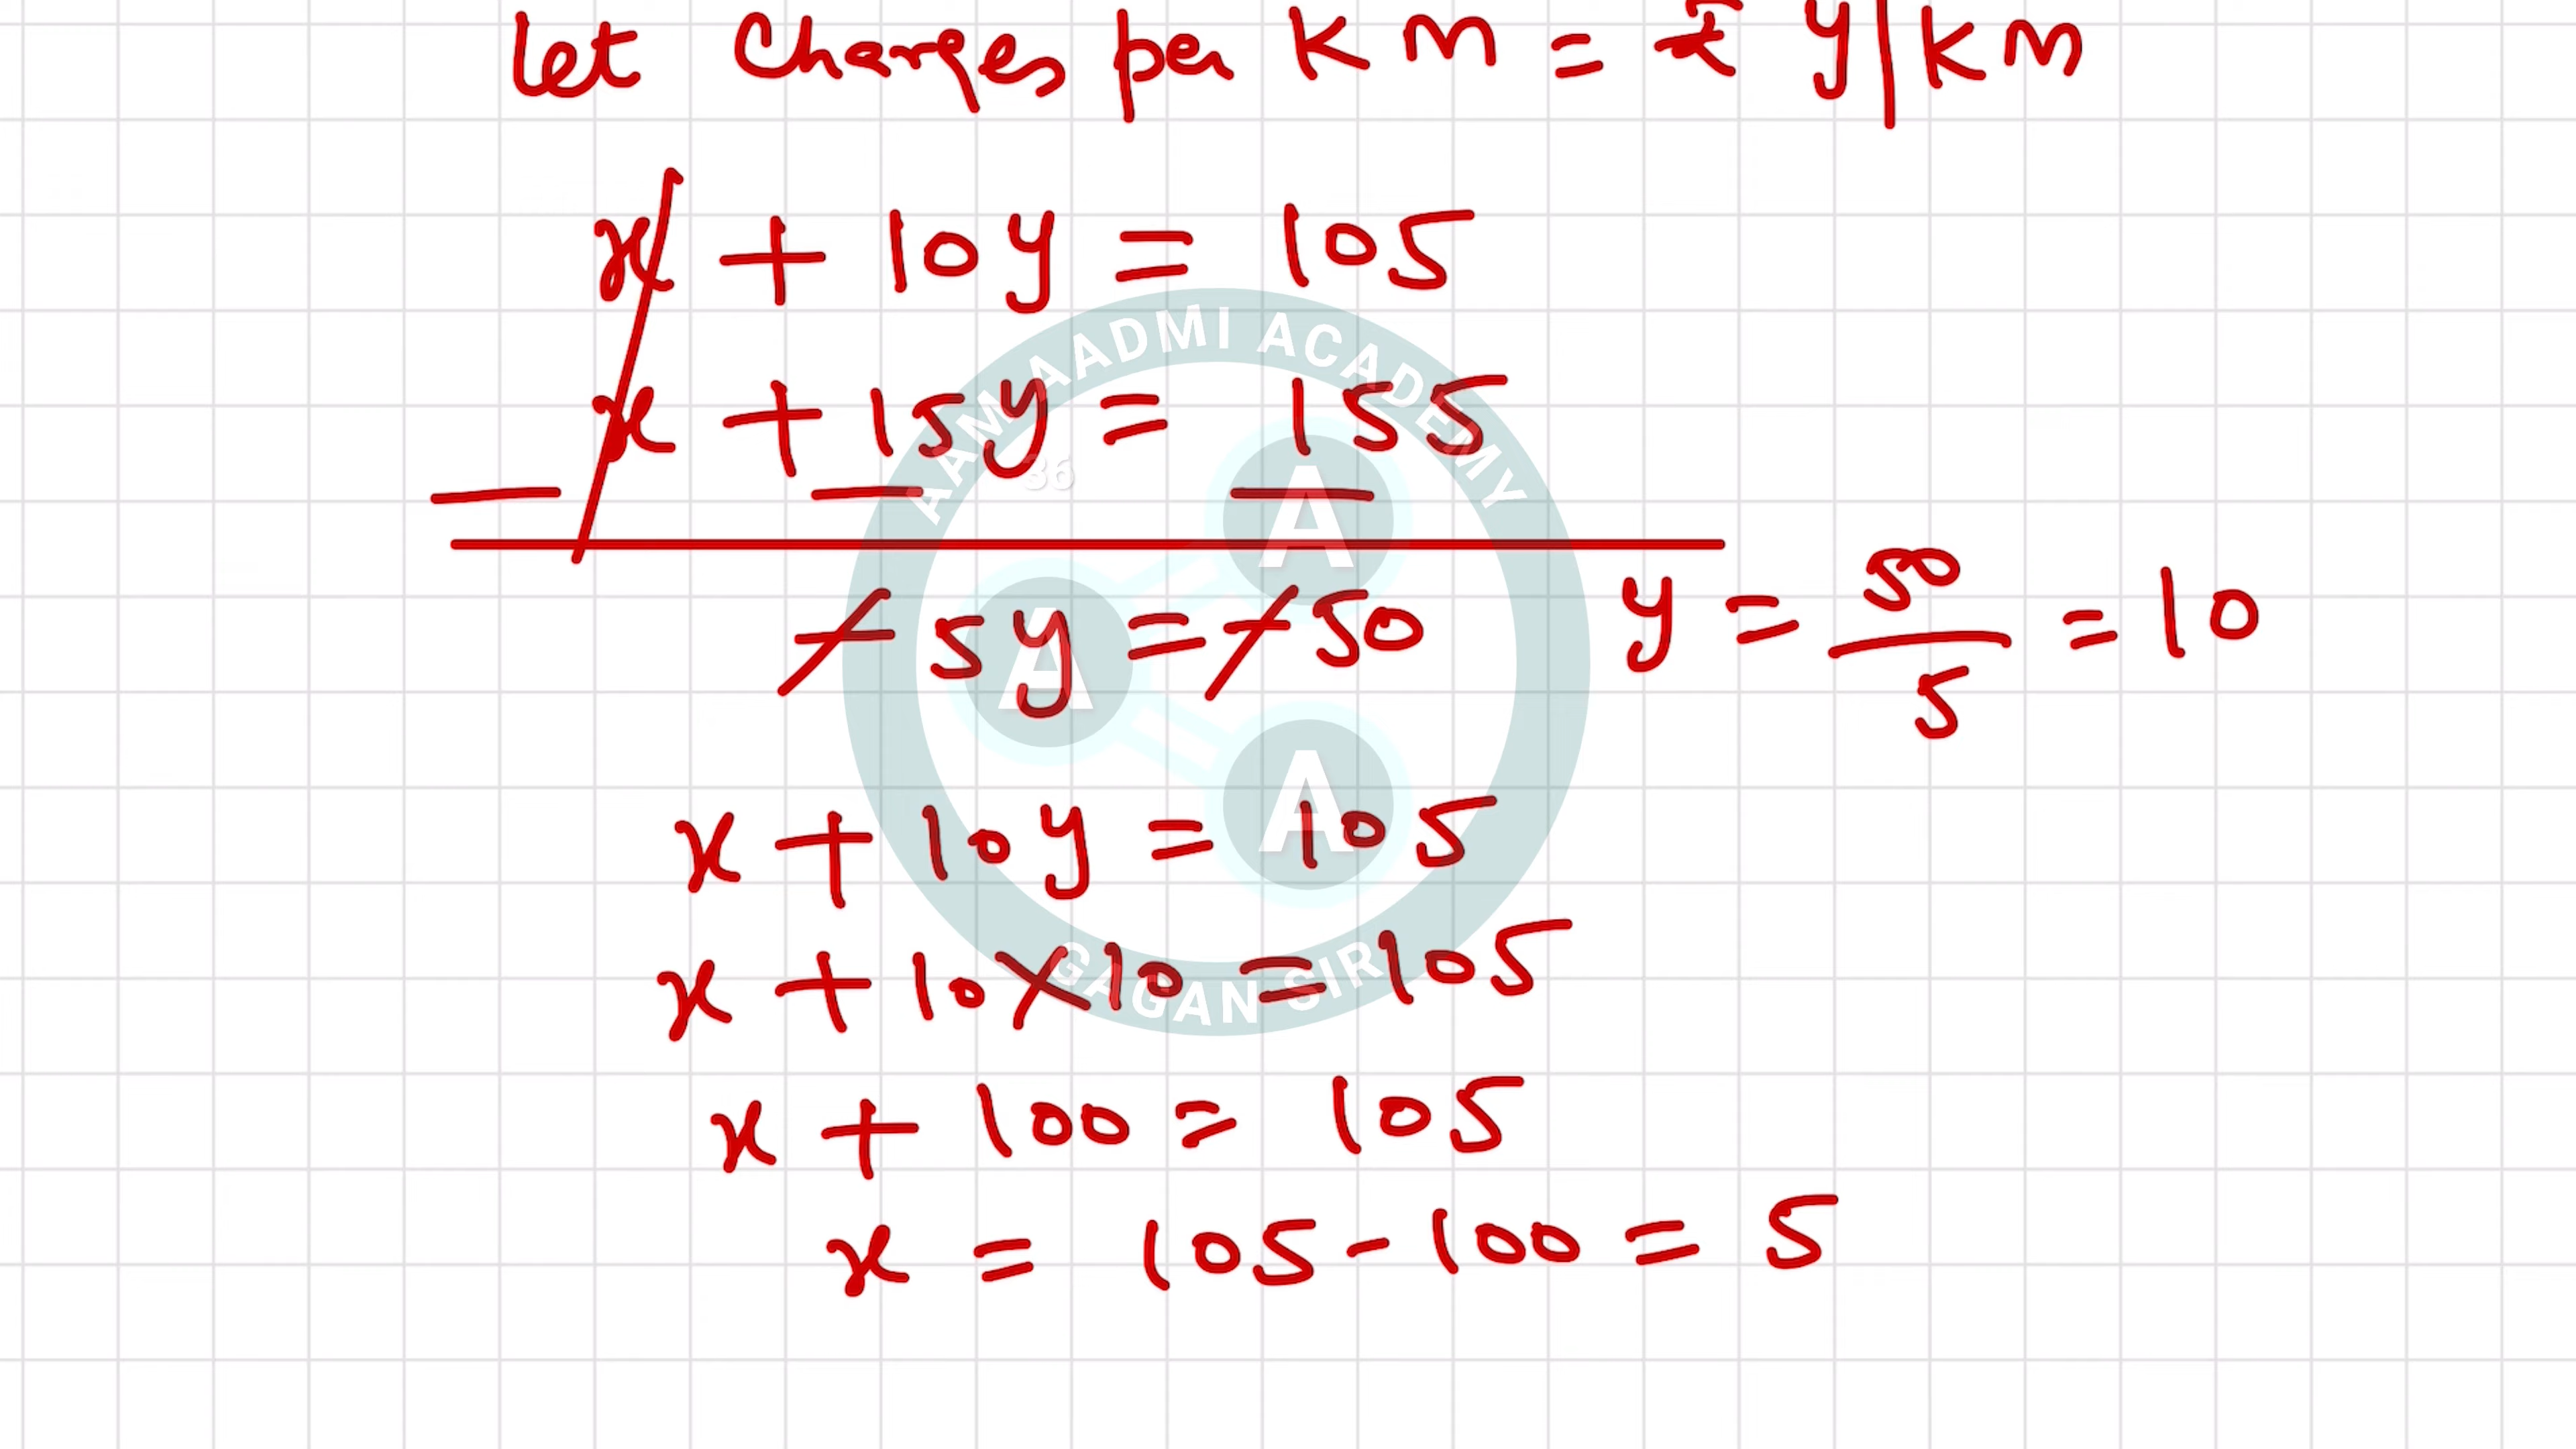 let charges per km = ₹ y/km
x + 10y = 105
x + 15y = 155
- - -
-5y = -50 y = 50/5 = 10
x + 10y = 105
x + 10 × 10 = 105
x + 100 = 105
x = 105 - 100 = 5
AAM AADMI ACADEMY
36
A
A
A
GAGAN SIR